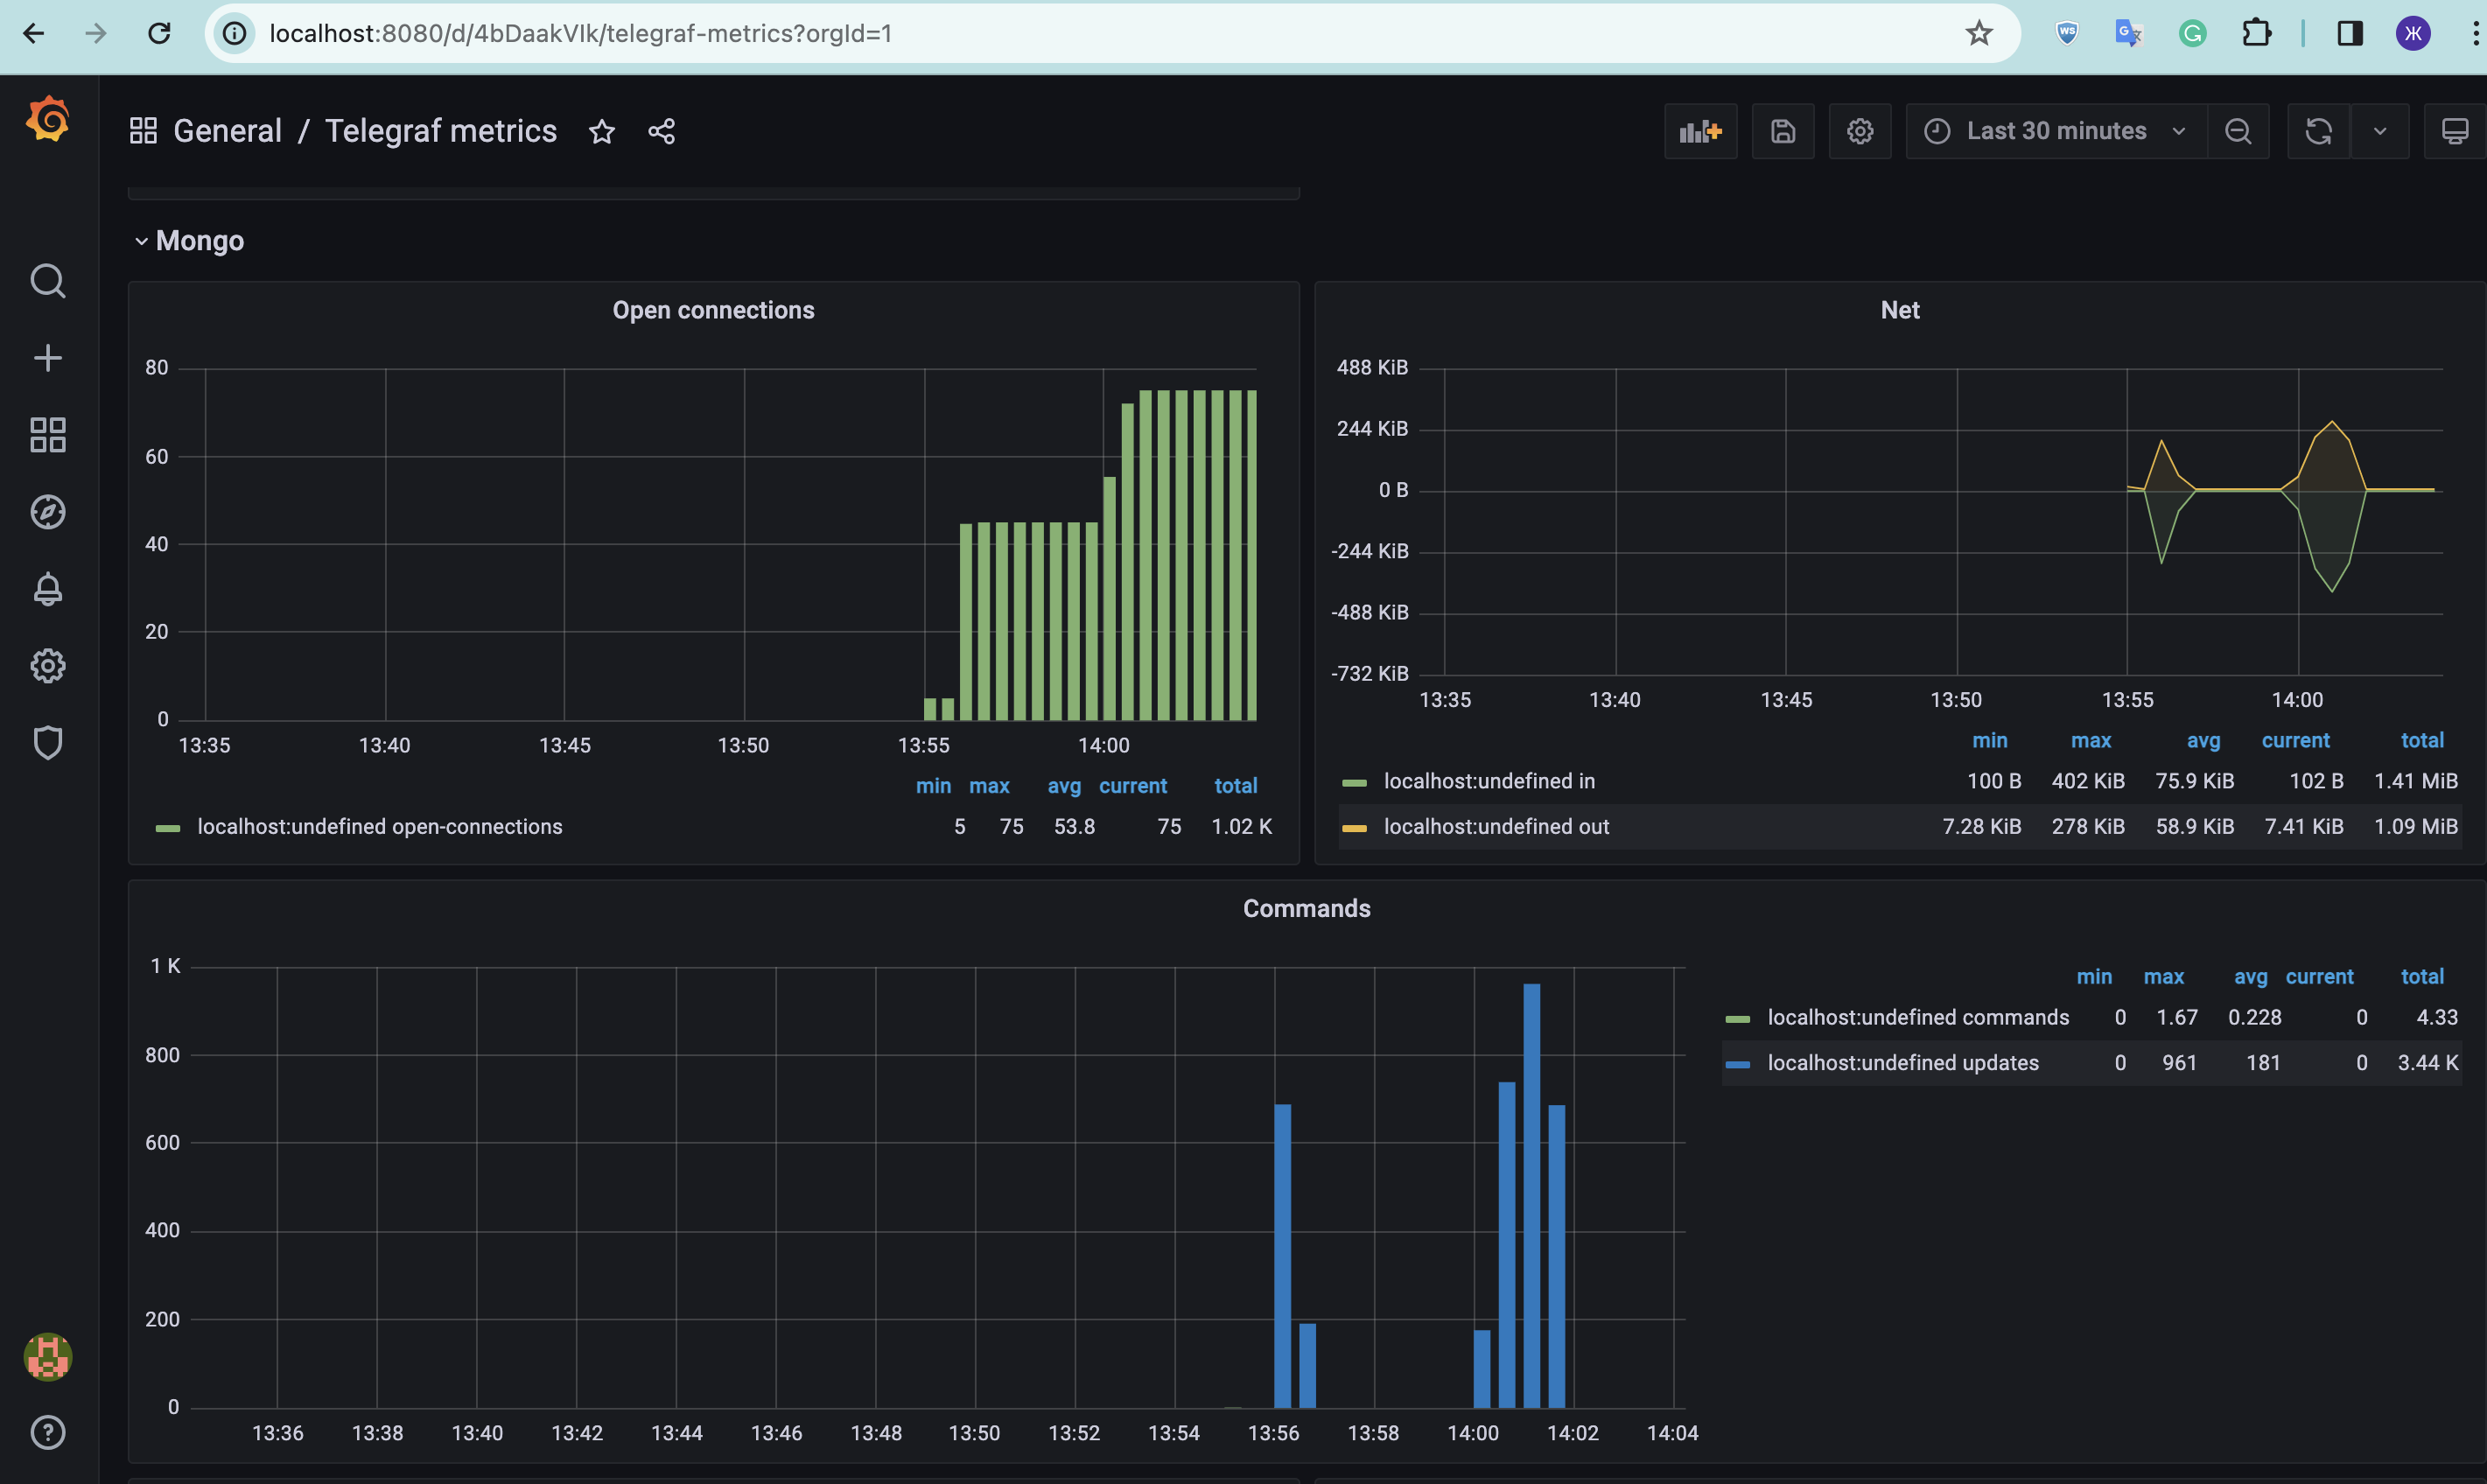 localhost:8080/d/4bDaakVIk/telegraf-metrics?orgId=1
WS
G
G
Ж
General / Telegraf metrics
Last 30 minutes
Mongo
Open connections
80
60
40
20
0
13:35 13:40 13:45 13:50 13:55 14:00
min max avg current total
localhost:undefined open-connections 5 75 53.8 75 1.02 K
Net
488 KiB
244 KiB
0 B
-244 KiB
-488 KiB
-732 KiB
13:35 13:40 13:45 13:50 13:55 14:00
min max avg current total
localhost:undefined in 100 B 402 KiB 75.9 KiB 102 B 1.41 MiB
localhost:undefined out 7.28 KiB 278 KiB 58.9 KiB 7.41 KiB 1.09 MiB
Commands
1 K
800
600
400
200
0
13:36 13:38 13:40 13:42 13:44 13:46 13:48 13:50 13:52 13:54 13:56 13:58 14:00 14:02 14:04
min max avg current total
localhost:undefined commands 0 1.67 0.228 0 4.33
localhost:undefined updates 0 961 181 0 3.44 K